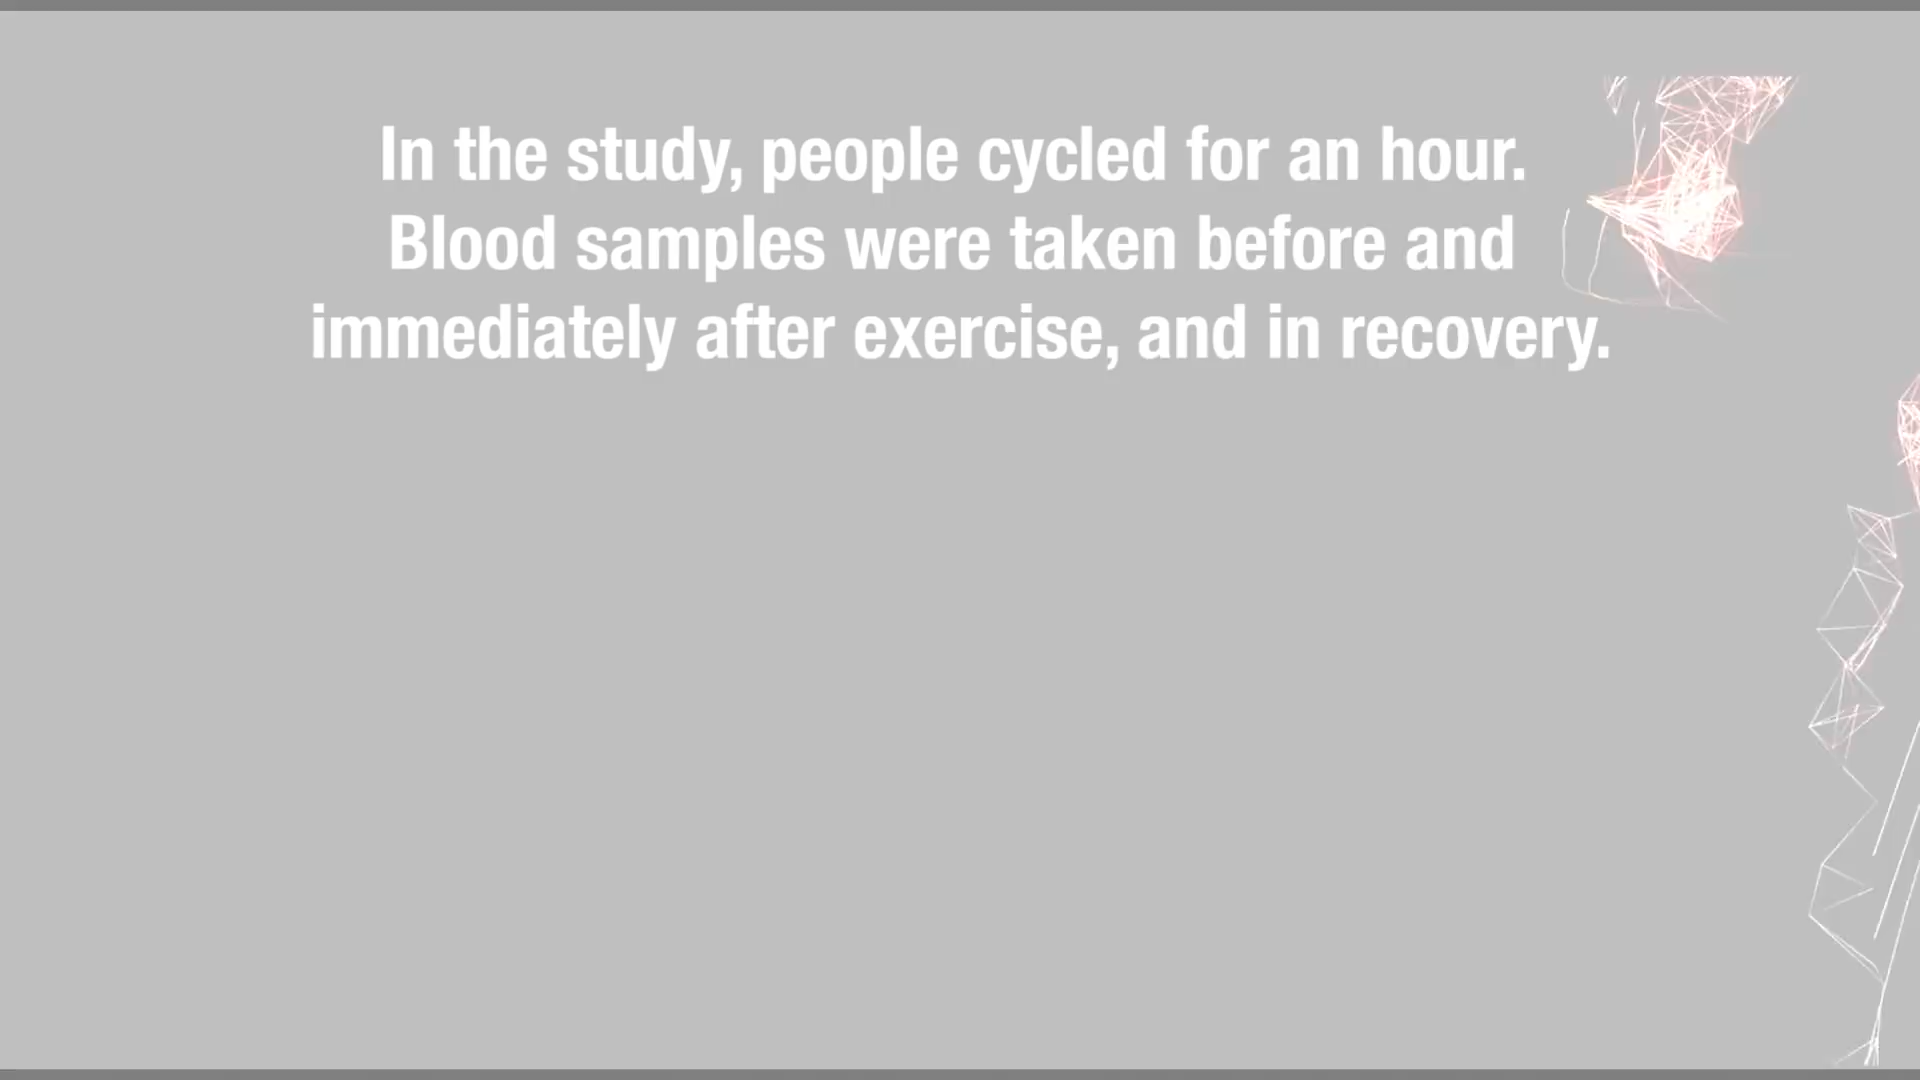 In the study, people cycled for an hour.
Blood samples were taken before and
immediately after exercise, and in recovery.